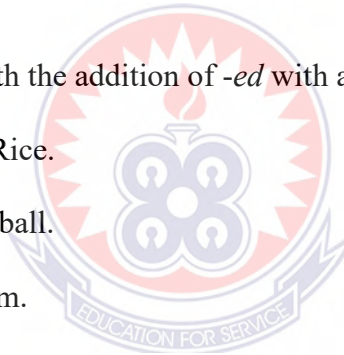 th the addition of -ed with a
Rice.
ball.
m.
EDUCATION FOR SERVICE